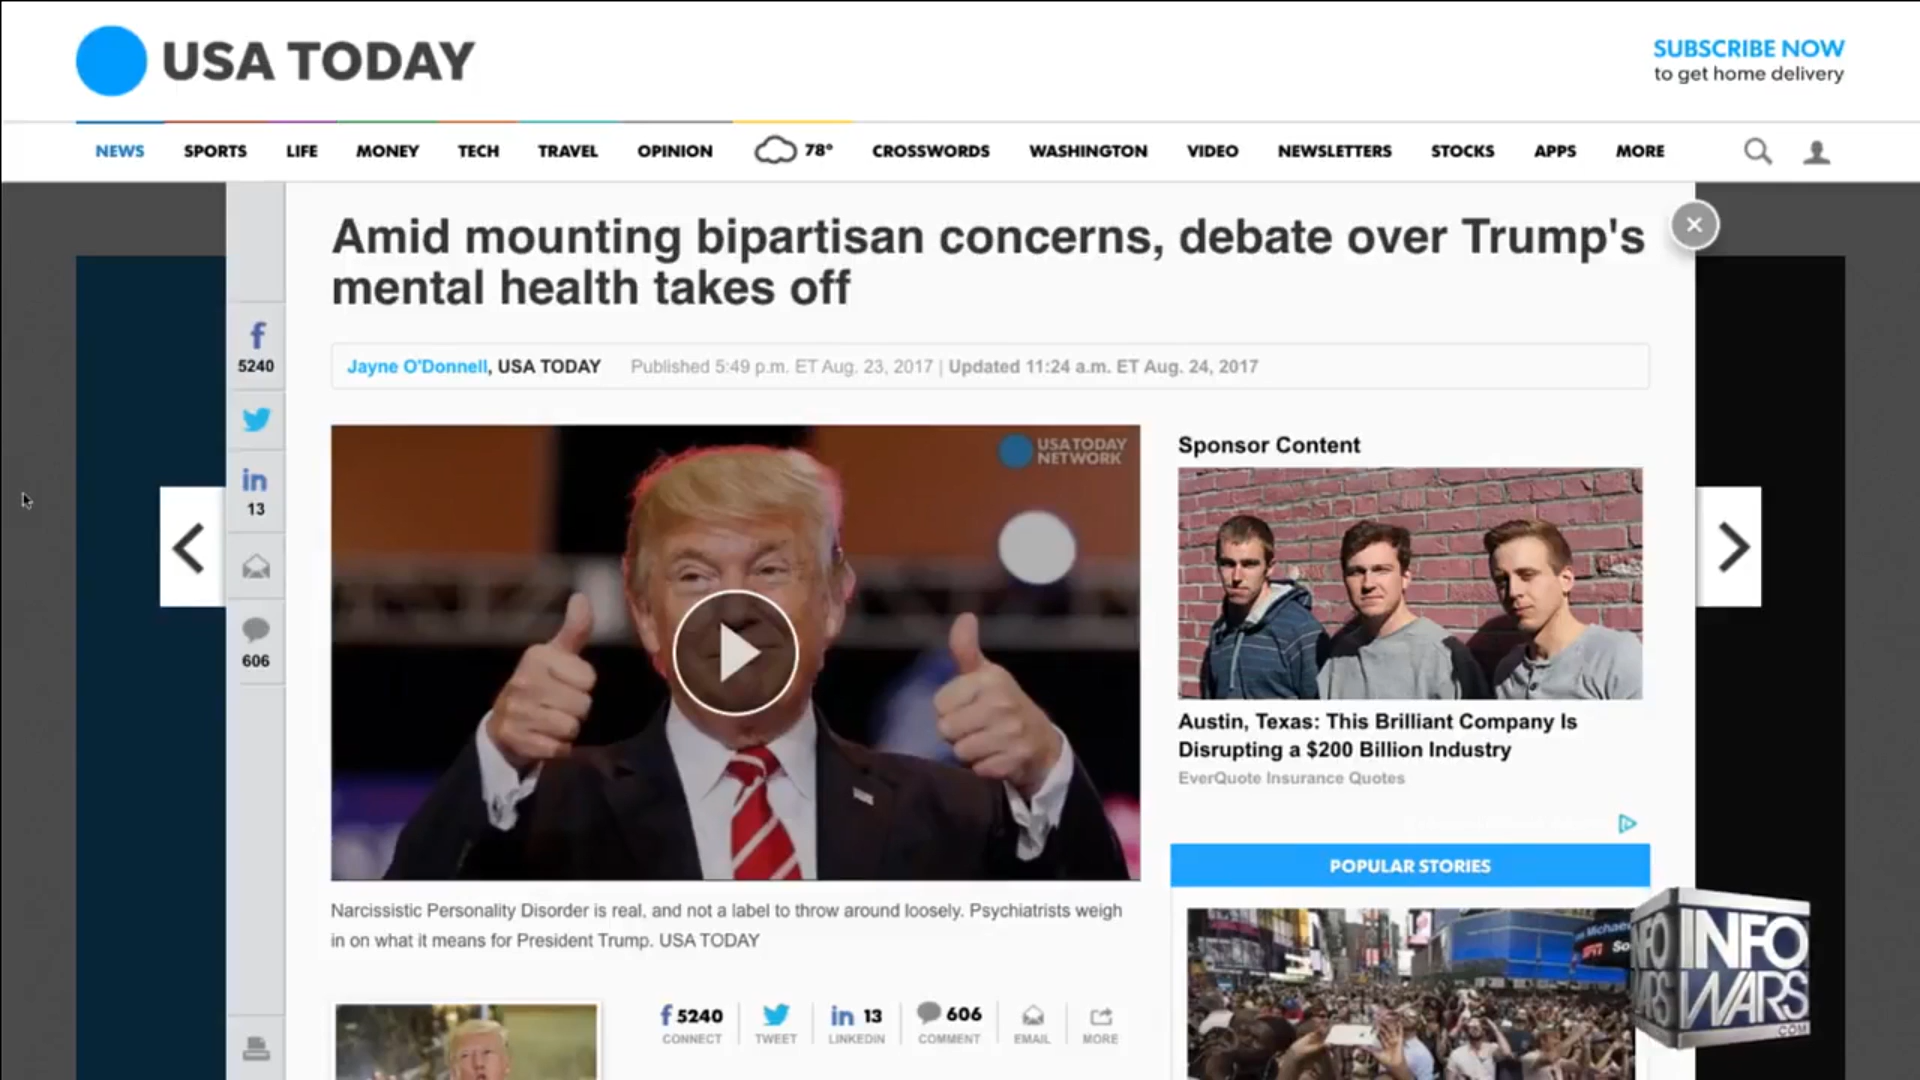 USA TODAY
SUBSCRIBE NOW
to get home delivery
NEWS SPORTS LIFE MONEY TECH TRAVEL OPINION 78° CROSSWORDS WASHINGTON VIDEO NEWSLETTERS STOCKS APPS MORE
Amid mounting bipartisan concerns, debate over Trump's
mental health takes off
Jayne O'Donnell, USA TODAY Published 5:49 p.m. ET Aug. 23, 2017 | Updated 11:24 a.m. ET Aug. 24, 2017
5240
in
13
606
USA TODAY
NETWORK
Narcissistic Personality Disorder is real, and not a label to throw around loosely. Psychiatrists weigh
in on what it means for President Trump. USA TODAY
5240 in 13 606
CONNECT TWEET LINKEDIN COMMENT EMAIL MORE
Sponsor Content
Austin, Texas: This Brilliant Company Is
Disrupting a $200 Billion Industry
EverQuote Insurance Quotes
POPULAR STORIES
Michae
So
INFO
WARS
.COM